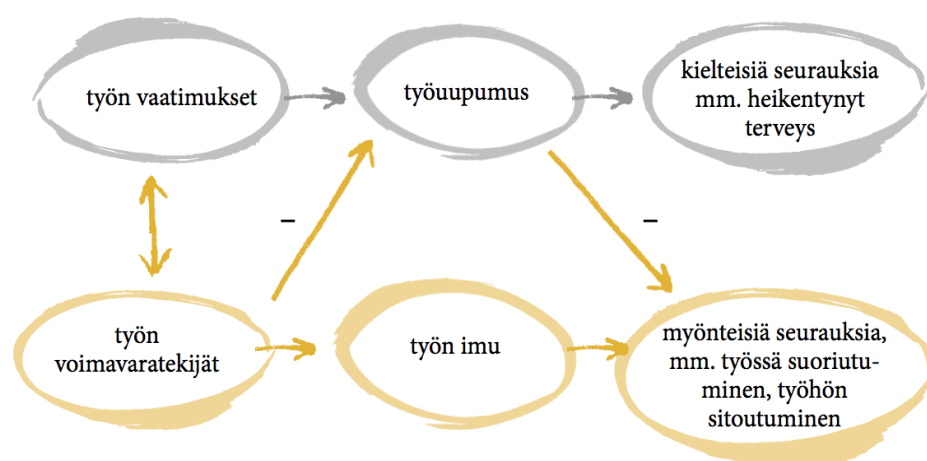 työn vaatimukset
työuupumus
kielteisiä seurauksia
mm. heikentynyt
terveys
–
–
työn
voimavaratekijät
työn imu
myönteisiä seurauksia,
mm. työssä suoriutu-
minen, työhön
sitoutuminen